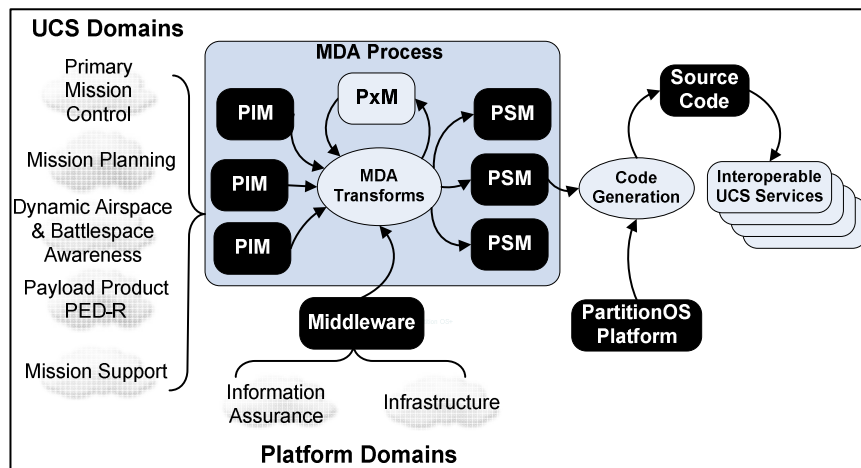 UCS Domains
Primary
Mission
Control
Mission Planning
Dynamic Airspace
& Battlespace
Awareness
Payload Product
PED-R
Mission Support
MDA Process
PIM
PIM
PIM
PxM
MDA
Transforms
PSM
PSM
PSM
Source
Code
Code
Generation
Interoperable
UCS Services
Middleware
PartitionOS
Platform
Information
Assurance
Infrastructure
Platform Domains